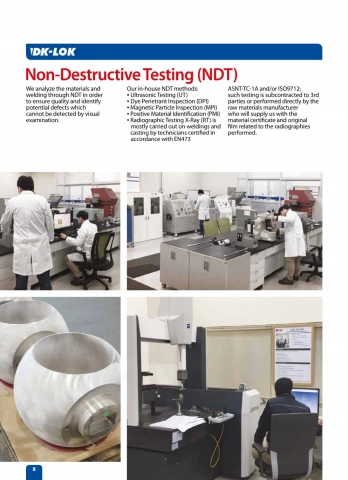 DK-LOK
Non-Destructive Testing (NDT)
We analyze the materials and
welding through NDT in order
to ensure quality and identify
potential defects which
cannot be detected by visual
examination.
Our in-house NDT methods:
• Ultrasonic Testing (UT)
• Dye Penetrant Inspection (DPI)
• Magnetic Particle Inspection (MPI)
• Positive Material Identification (PMI)
• Radiographic Testing X-Ray (RT) is
mostly carried out on weldings and
casting by technicians certified in
accordance with EN473
ASNT-TC-1A and/or ISO9712;
such testing is subcontracted to 3rd
parties or performed directly by the
raw materials manufacturer
who will supply us with the
material certificate and original
film related to the radiographies
performed.
8